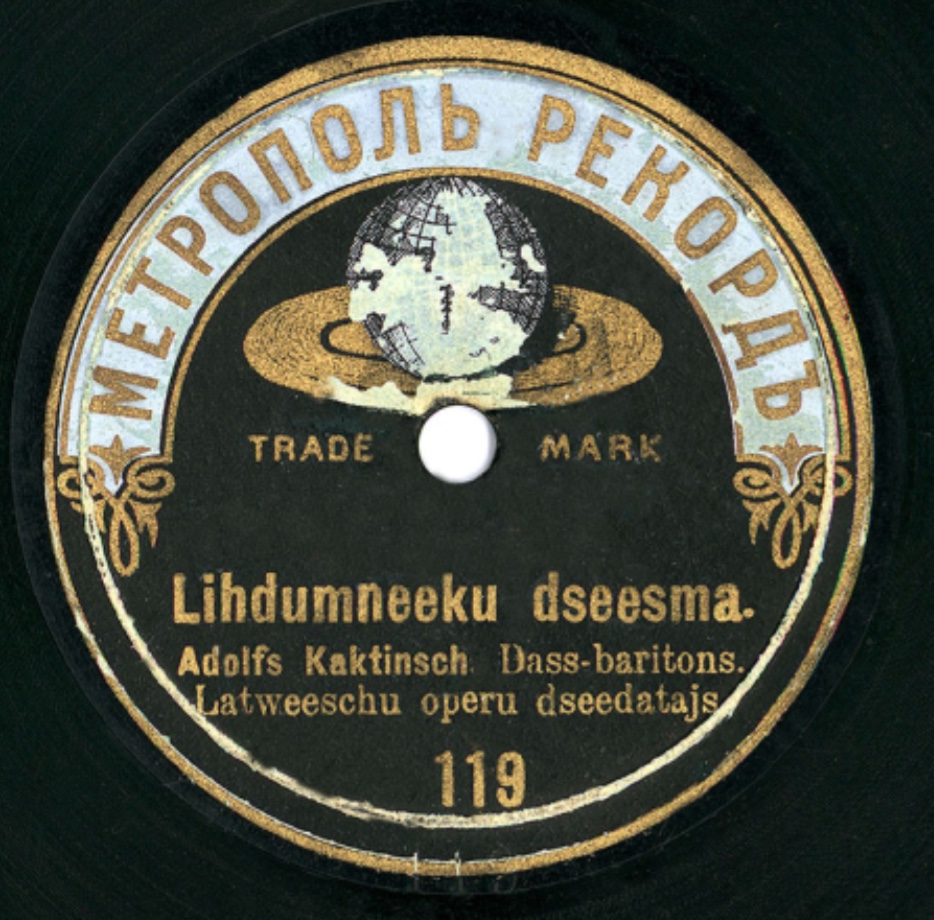 МЕТРОПОЛЬ РЕКОРДЪ
TRADE MARK
Lihdumneeku dseesma.
Adolfs Kaktinsch. Dass-baritons.
Latweeschu operu dseedatajs
119